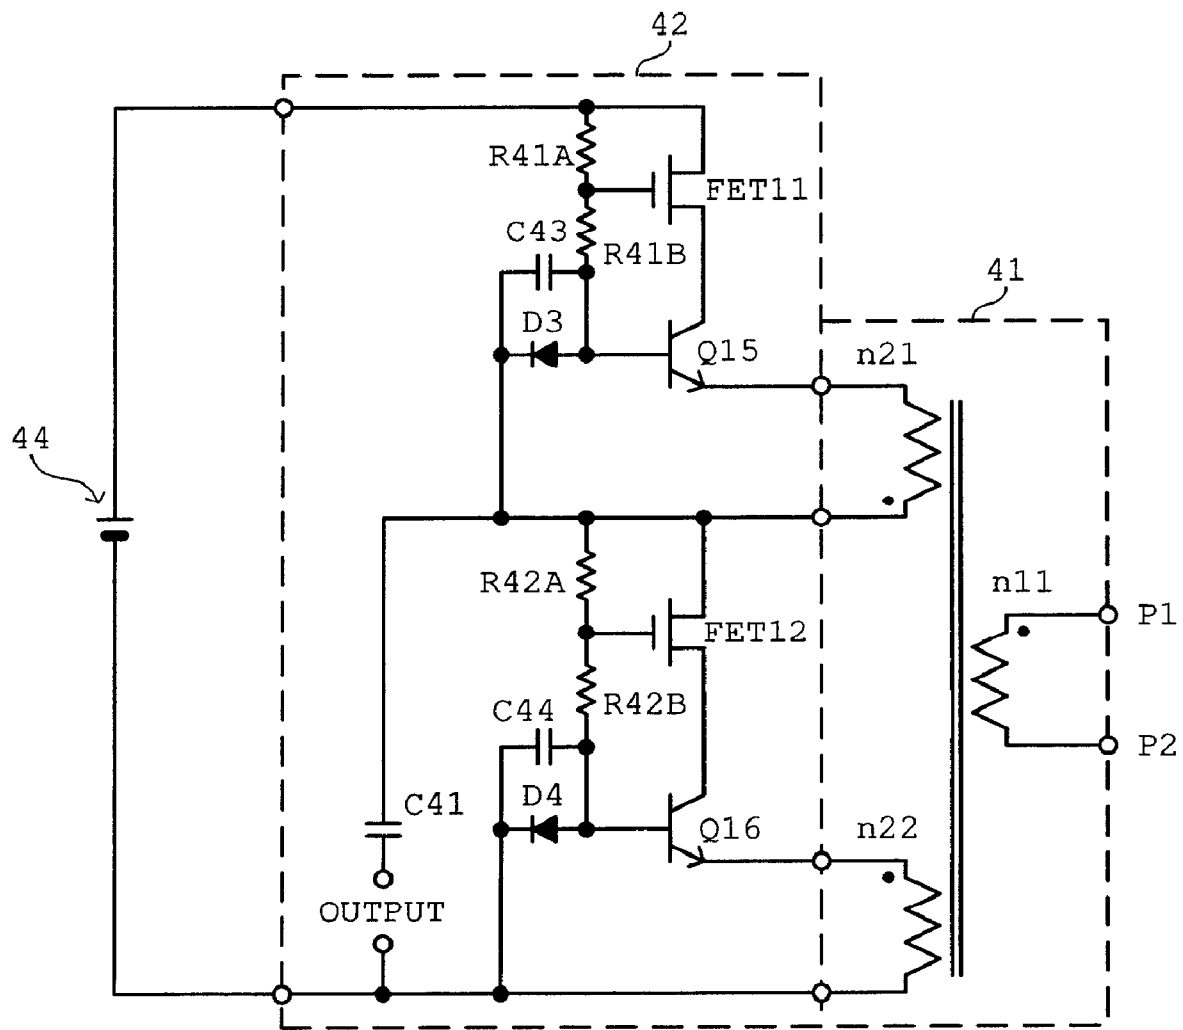 42
R41A
FET11
C43
R41B
41
D3
Q15
n21
44
R42A
n11
FET12
P1
R42B
C44
P2
D4
C41
Q16
n22
OUTPUT